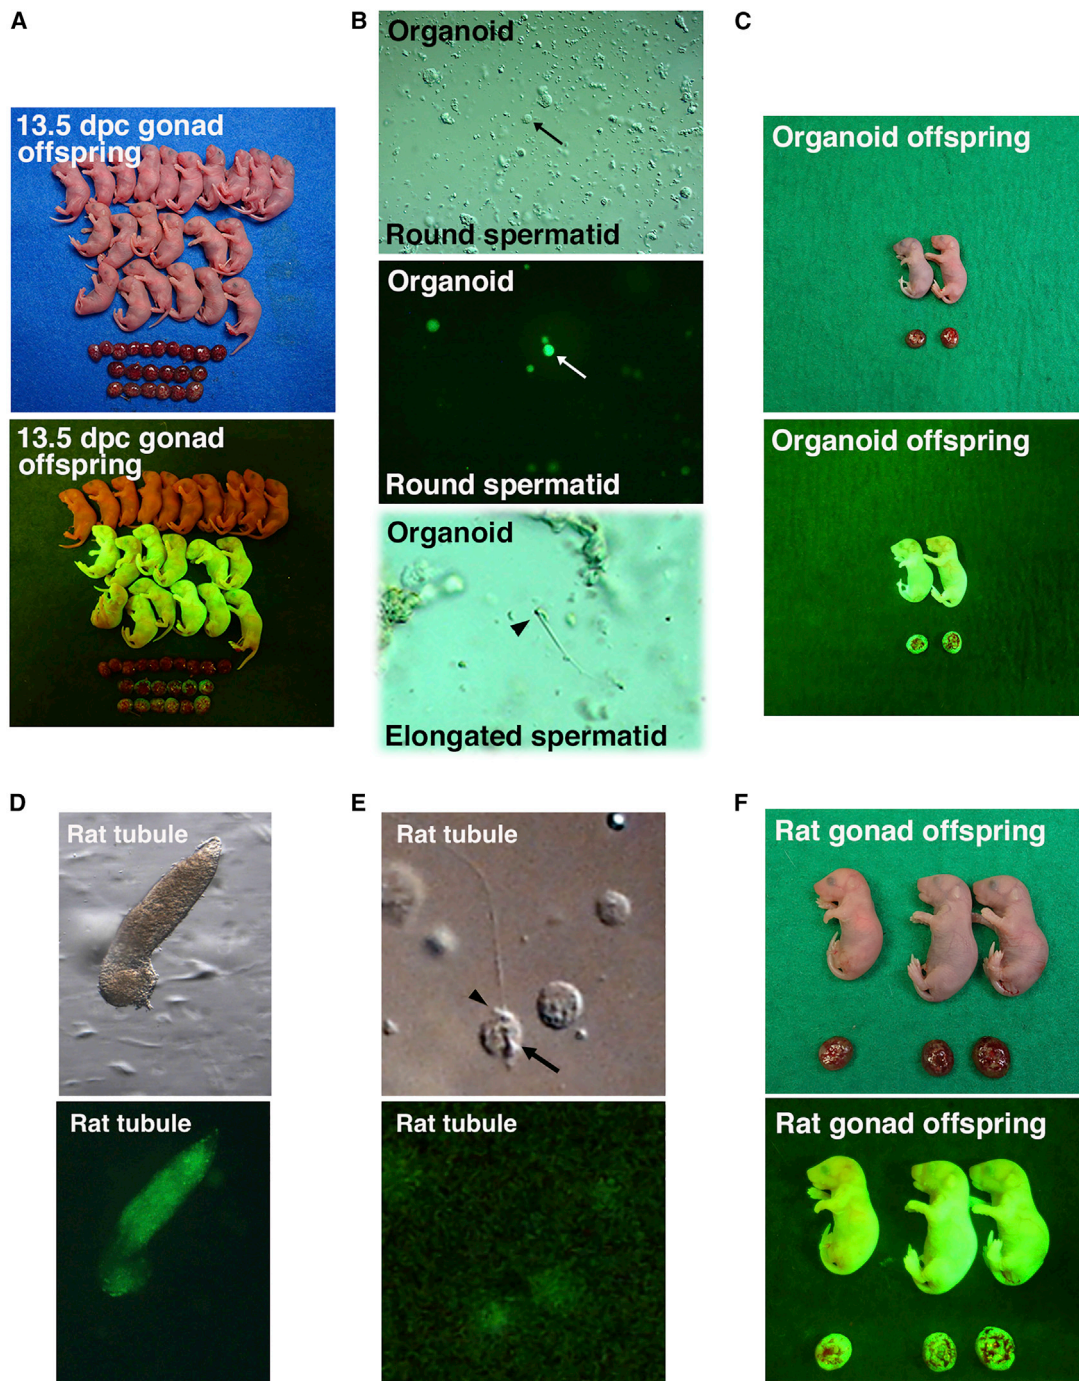 A
13.5 dpc gonad
offspring
13.5 dpc gonad
offspring
B
Organoid
Round spermatid
Organoid
Round spermatid
Organoid
Elongated spermatid
C
Organoid offspring
Organoid offspring
D
Rat tubule
Rat tubule
E
Rat tubule
Rat tubule
F
Rat gonad offspring
Rat gonad offspring